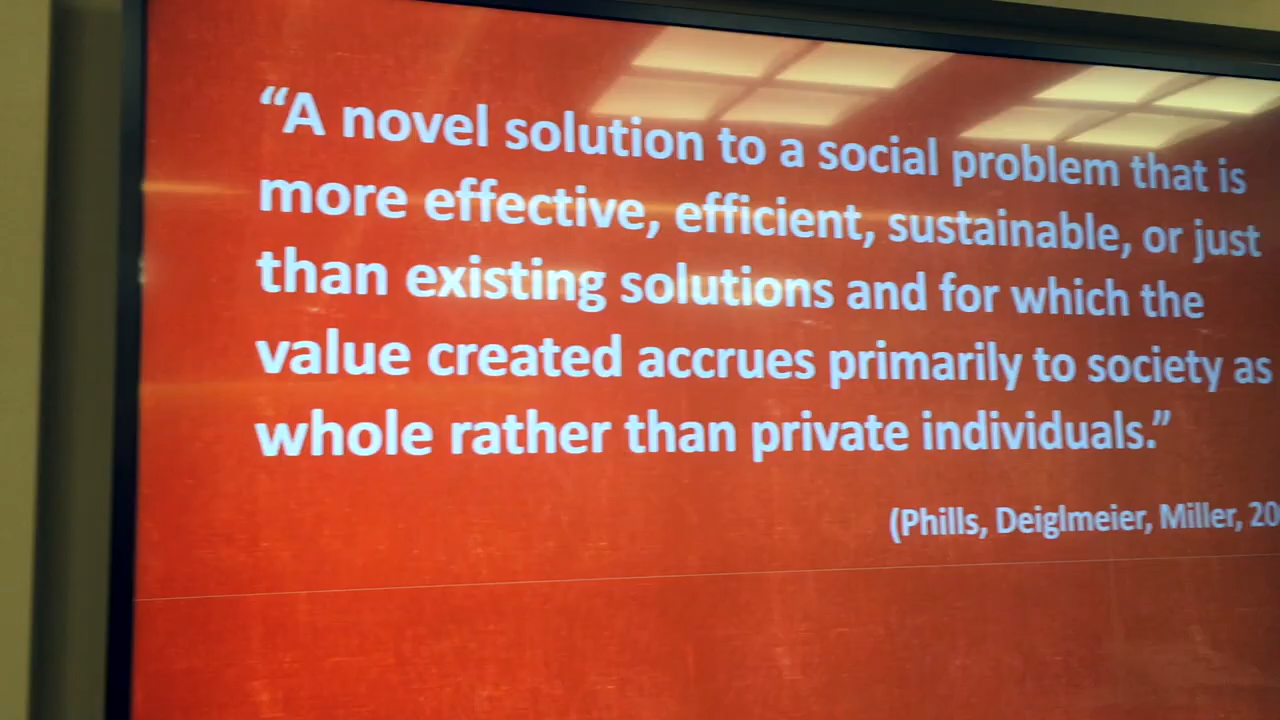 “A novel solution to a social problem that is
more effective, efficient, sustainable, or just
than existing solutions and for which the
value created accrues primarily to society as
whole rather than private individuals.”
(Phills, Deiglmeier, Miller, 20